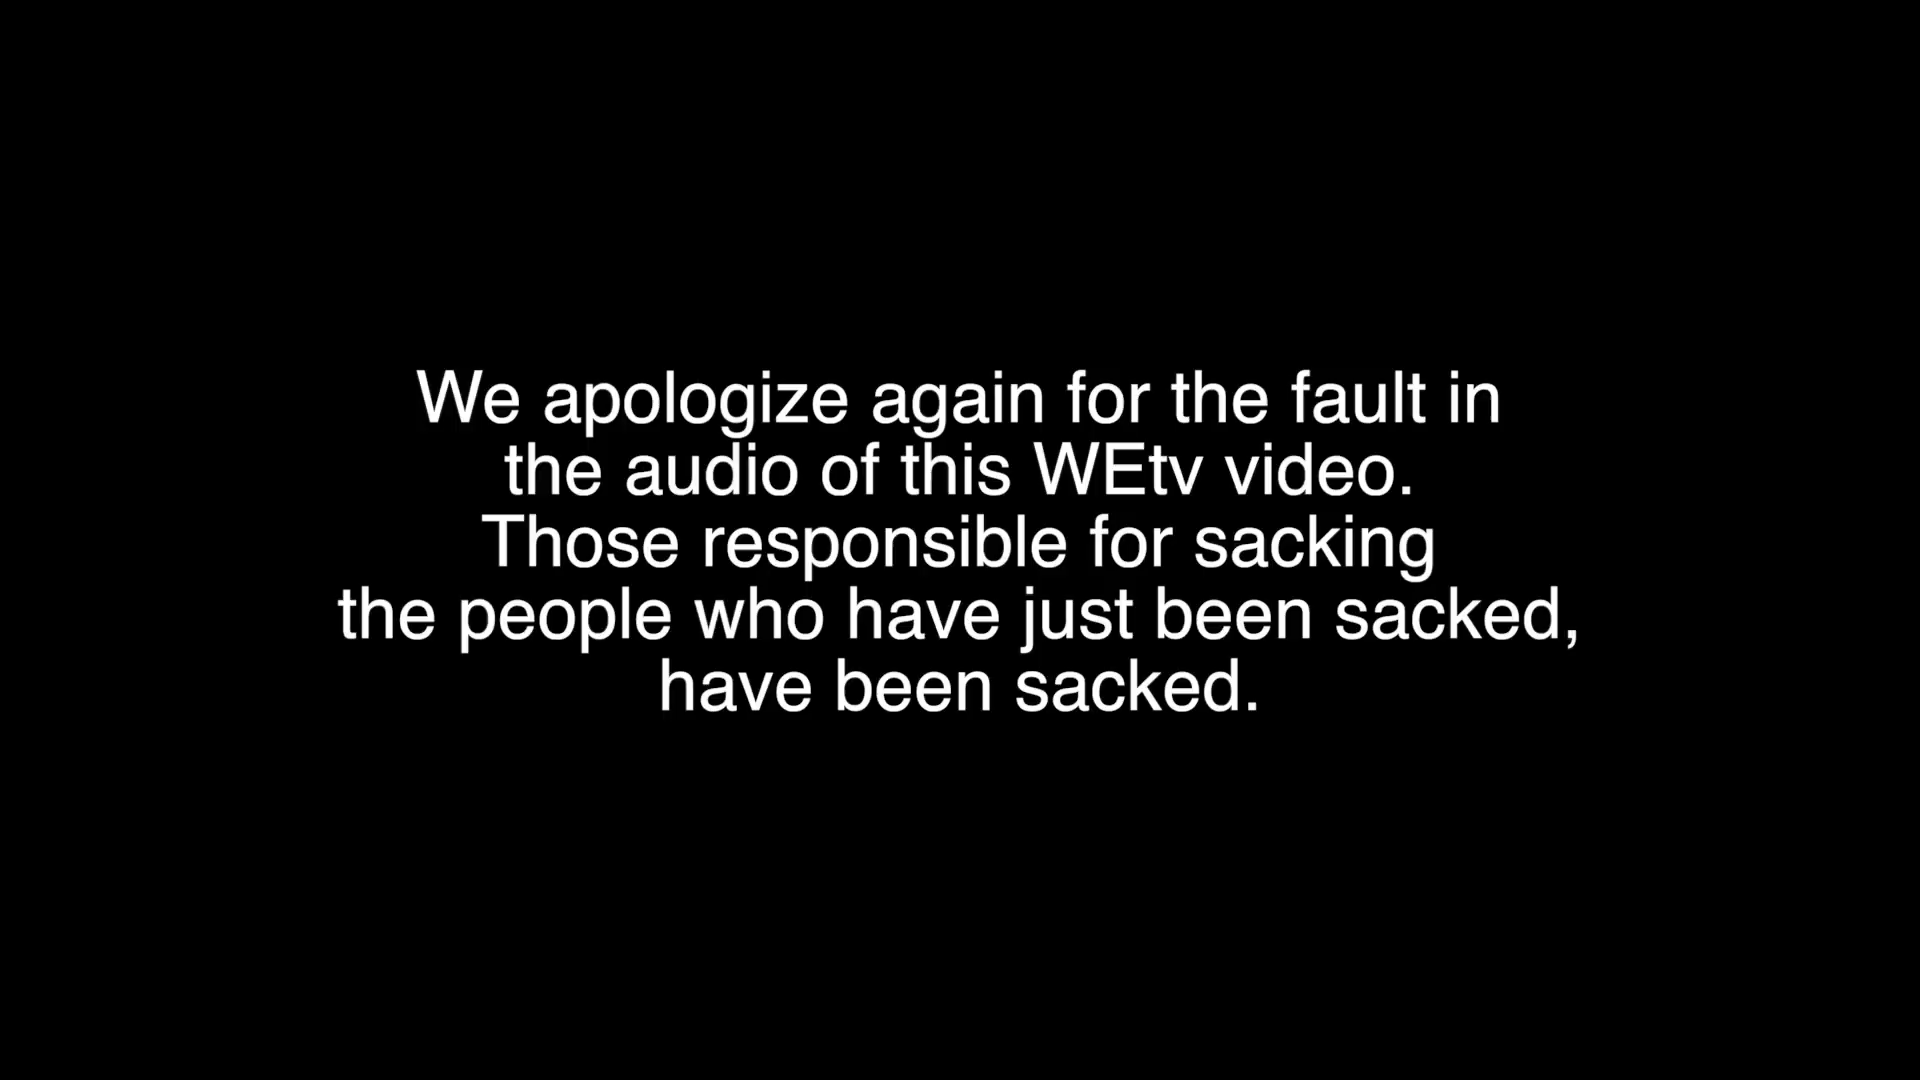 We apologize again for the fault in
the audio of this WEtv video.
Those responsible for sacking
the people who have just been sacked,
have been sacked.